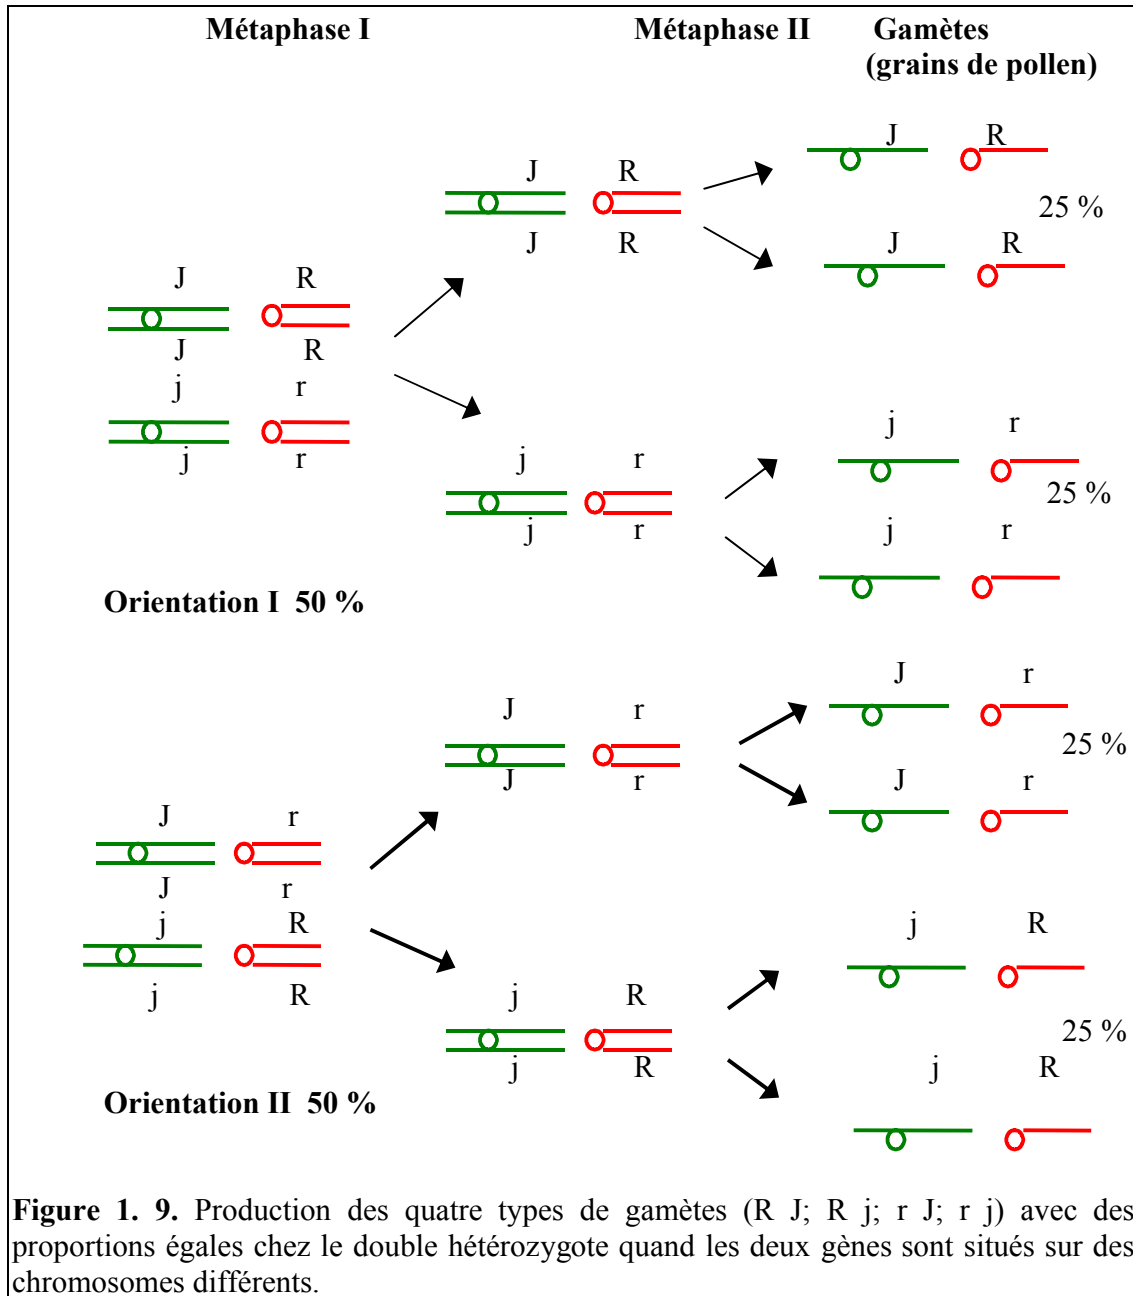 Métaphase I Métaphase II Gamètes
(grains de pollen)
J R
J R
J R
25 %
J R
J R
J R
J R
j r
j r
j r
25 %
j r
j r
j r
Orientation I 50 %
J r
J r
25 %
J r
J r
J r
J r
j R
j R
j R
25 %
j R
j R
j R
Orientation II 50 %
Figure 1. 9. Production des quatre types de gamètes (R J; R j; r J; r j) avec des
proportions égales chez le double hétérozygote quand les deux gènes sont situés sur des
chromosomes différents.